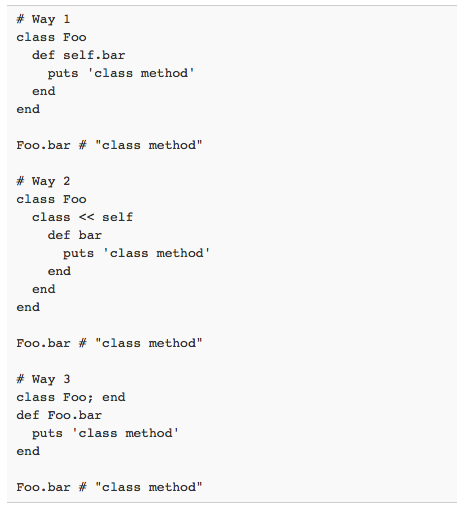 # Way 1
class Foo
  def self.bar
    puts 'class method'
  end
end

Foo.bar # "class method"

# Way 2
class Foo
  class << self
    def bar
      puts 'class method'
    end
  end
end

Foo.bar # "class method"

# Way 3
class Foo; end
def Foo.bar
  puts 'class method'
end

Foo.bar # "class method"